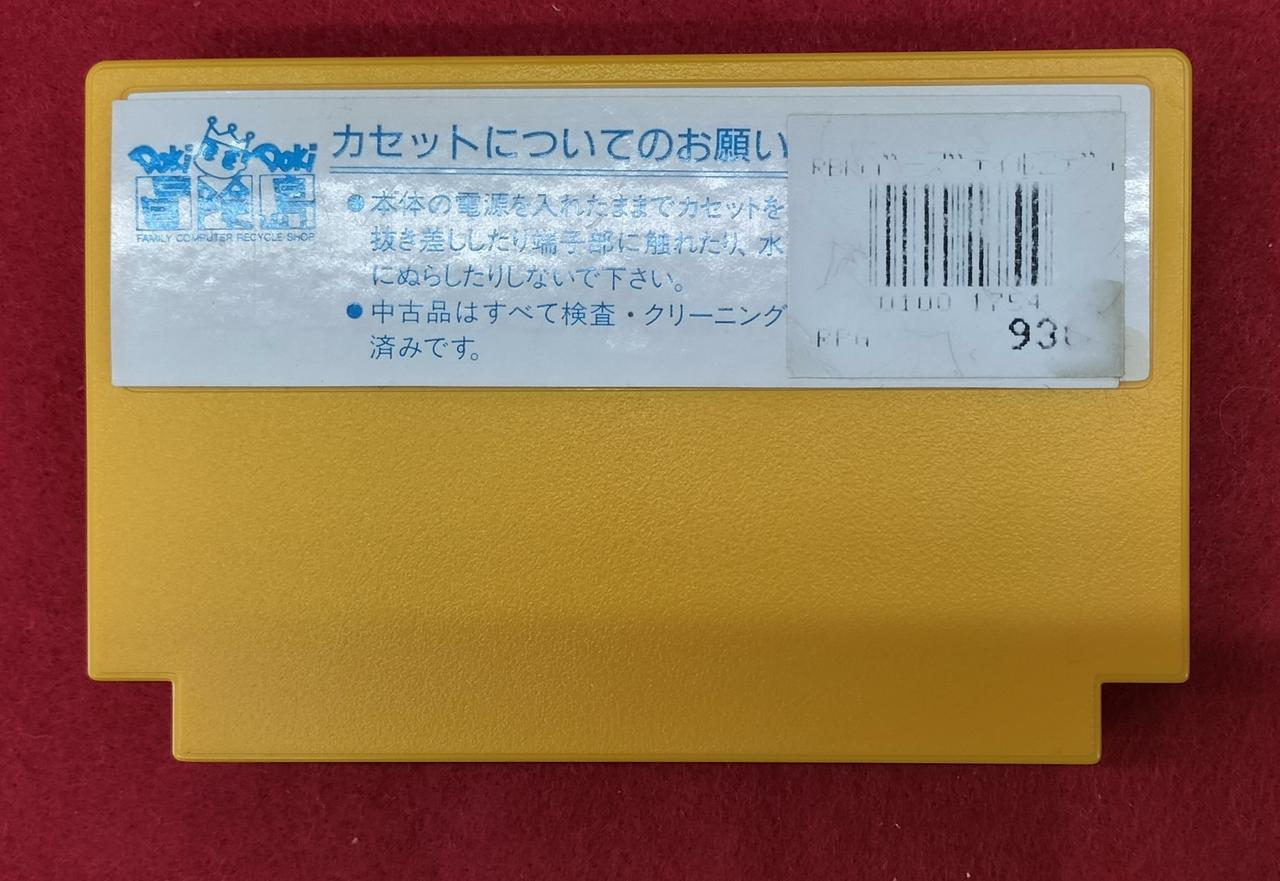 Doki Doki
冒険島
FAMILY COMPUTER RECYCLE SHOP
カセットについてのお願い
●本体の電源を入れたままでカセットを
抜き差ししたり端子部に触れたり、水
にぬらしたりしないで下さい。
●中古品はすべて検査・クリーニング
済みです。
0100 1754
RPG